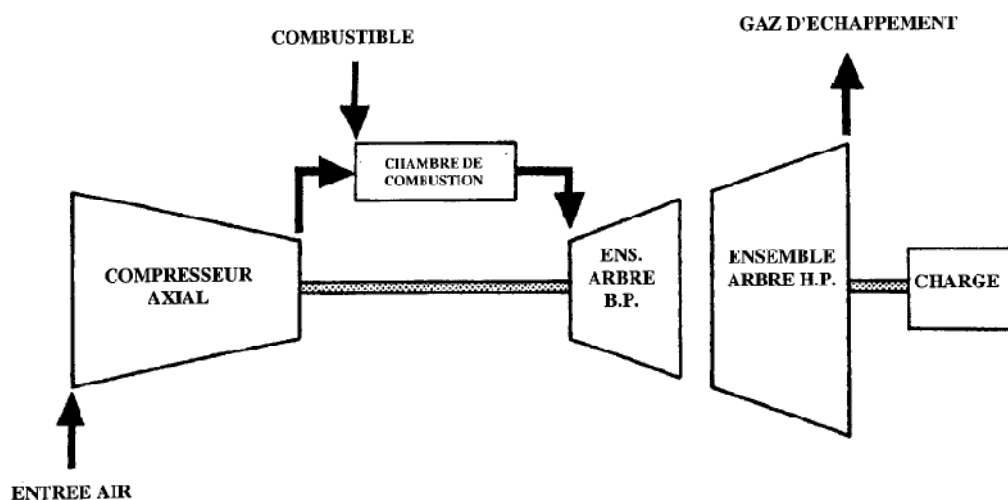 GAZ D'ECHAPPEMENT
COMBUSTIBLE
CHAMBRE DE
COMBUSTION
COMPRESSEUR
AXIAL
ENS.
ARBRE
B.P.
ENSEMBLE
ARBRE H.P.
CHARGE
ENTREE AIR